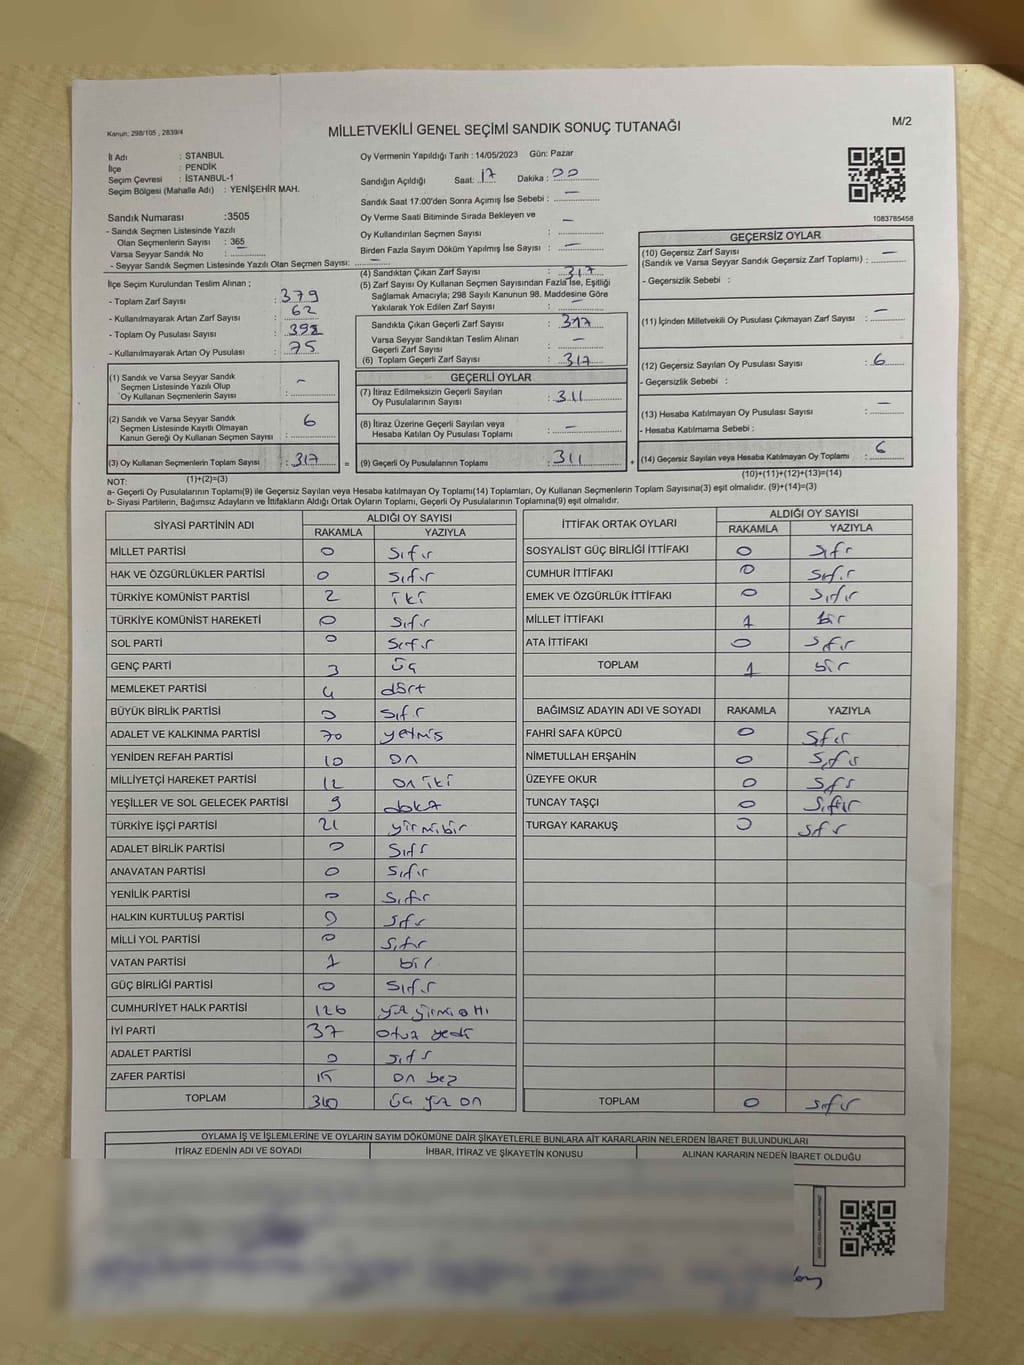 Kanun; 298/105 , 2839/4
MİLLETVEKİLİ GENEL SEÇİMİ SANDIK SONUÇ TUTANAĞI
M/2
İl Adı : STANBUL
İlçe : PENDİK
Seçim Çevresi : İSTANBUL-1
Seçim Bölgesi (Mahalle Adı) : YENİŞEHİR MAH.
Sandık Numarası :3505
- Sandık Seçmen Listesinde Yazılı
Olan Seçmenlerin Sayısı : 365
Varsa Seyyar Sandık No :
- Seyyar Sandık Seçmen Listesinde Yazılı Olan Seçmen Sayısı: –
İlçe Seçim Kurulundan Teslim Alınan ;
- Toplam Zarf Sayısı : 379
- Kullanılmayarak Artan Zarf Sayısı : 62
- Toplam Oy Pusulası Sayısı : 392
- Kullanılmayarak Artan Oy Pusulası : 75
(1) Sandık ve Varsa Seyyar Sandık
Seçmen Listesinde Yazılı Olup
Oy Kullanan Seçmenlerin Sayısı : –
(2) Sandık ve Varsa Seyyar Sandık
Seçmen Listesinde Kayıtlı Olmayan
Kanun Gereği Oy Kullanan Seçmen Sayısı : 6
(3) Oy Kullanan Seçmenlerin Toplam Sayısı : 317
(1)+(2)=(3)
Oy Vermenin Yapıldığı Tarih : 14/05/2023 Gün: Pazar
Sandığın Açıldığı Saat: 17 Dakika : 00
Sandık Saat 17:00'den Sonra Açımış İse Sebebi : –
Oy Verme Saati Bitiminde Sırada Bekleyen ve
Oy Kullandırılan Seçmen Sayısı : –
Birden Fazla Sayım Döküm Yapılmış İse Sayısı : –
(4) Sandıktan Çıkan Zarf Sayısı : 317
(5) Zarf Sayısı Oy Kullanan Seçmen Sayısından Fazla İse, Eşitliği
Sağlamak Amacıyla; 298 Sayılı Kanunun 98. Maddesine Göre
Yakılarak Yok Edilen Zarf Sayısı : –
Sandıkta Çıkan Geçerli Zarf Sayısı : 317
Varsa Seyyar Sandıktan Teslim Alınan
Geçerli Zarf Sayısı : –
(6) Toplam Geçerli Zarf Sayısı : 317
GEÇERLİ OYLAR
(7) İtiraz Edilmeksizin Geçerli Sayılan
Oy Pusulalarının Sayısı : 311
(8) İtiraz Üzerine Geçerli Sayılan veya
Hesaba Katılan Oy Pusulası Toplamı : –
= (9) Geçerli Oy Pusulalarının Toplamı : 311
1083785458
GEÇERSİZ OYLAR
(10) Geçersiz Zarf Sayısı
(Sandık ve Varsa Seyyar Sandık Geçersiz Zarf Toplamı) : –
- Geçersizlik Sebebi :
(11) İçinden Milletvekili Oy Pusulası Çıkmayan Zarf Sayısı : –
(12) Geçersiz Sayılan Oy Pusulası Sayısı : 6
- Geçersizlik Sebebi :
(13) Hesaba Katılmayan Oy Pusulası Sayısı : –
- Hesaba Katılmama Sebebi :
+ (14) Geçersiz Sayılan veya Hesaba Katılmayan Oy Toplamı : 6
(10)+(11)+(12)+(13)=(14)
NOT:
a- Geçerli Oy Pusulalarının Toplamı(9) ile Geçersiz Sayılan veya Hesaba katılmayan Oy Toplamı(14) Toplamları, Oy Kullanan Seçmenlerin Toplam Sayısına(3) eşit olmalıdır. (9)+(14)=(3)
b- Siyasi Partilerin, Bağımsız Adayların ve İttifakların Aldığı Ortak Oyların Toplamı, Geçerli Oy Pusulalarının Toplamına(9) eşit olmalıdır.
SİYASİ PARTİNİN ADI ALDIĞI OY SAYISI
RAKAMLA YAZIYLA
MİLLET PARTİSİ 0 Sıfır
HAK VE ÖZGÜRLÜKLER PARTİSİ 0 Sıfır
TÜRKİYE KOMÜNİST PARTİSİ 2 iki
TÜRKİYE KOMÜNİST HAREKETİ 0 Sıfır
SOL PARTİ 0 Sıfır
GENÇ PARTİ 3 üç
MEMLEKET PARTİSİ 4 dört
BÜYÜK BİRLİK PARTİSİ 0 Sıfır
ADALET VE KALKINMA PARTİSİ 70 yetmiş
YENİDEN REFAH PARTİSİ 10 on
MİLLİYETÇİ HAREKET PARTİSİ 12 on iki
YEŞİLLER VE SOL GELECEK PARTİSİ 9 dokuz
TÜRKİYE İŞÇİ PARTİSİ 21 yirmibir
ADALET BİRLİK PARTİSİ 0 Sıfır
ANAVATAN PARTİSİ 0 Sıfır
YENİLİK PARTİSİ 0 Sıfır
HALKIN KURTULUŞ PARTİSİ 0 Sıfır
MİLLİ YOL PARTİSİ 0 Sıfır
VATAN PARTİSİ 1 bir
GÜÇ BİRLİĞİ PARTİSİ 0 Sıfır
CUMHURİYET HALK PARTİSİ 126 yüz yirmi altı
İYİ PARTİ 37 otuz yedi
ADALET PARTİSİ 0 Sıfır
ZAFER PARTİSİ 15 on beş
TOPLAM 310 üç yüz on
İTTİFAK ORTAK OYLARI ALDIĞI OY SAYISI
RAKAMLA YAZIYLA
SOSYALİST GÜÇ BİRLİĞİ İTTİFAKI 0 Sıfır
CUMHUR İTTİFAKI 0 Sıfır
EMEK VE ÖZGÜRLÜK İTTİFAKI 0 Sıfır
MİLLET İTTİFAKI 1 bir
ATA İTTİFAKI 0 Sıfır
TOPLAM 1 bir
BAĞIMSIZ ADAYIN ADI VE SOYADI RAKAMLA YAZIYLA
FAHRİ SAFA KÜPCÜ 0 Sıfır
NİMETULLAH ERŞAHİN 0 Sıfır
ÜZEYFE OKUR 0 Sıfır
TUNCAY TAŞÇI 0 Sıfır
TURGAY KARAKUŞ 0 Sıfır
TOPLAM 0 Sıfır
OYLAMA İŞ VE İŞLEMLERİNE VE OYLARIN SAYIM DÖKÜMÜNE DAİR ŞİKAYETLERLE BUNLARA AİT KARARLARIN NELERDEN İBARET BULUNDUKLARI
İTİRAZ EDENİN ADI VE SOYADI İHBAR, İTİRAZ VE ŞİKAYETİN KONUSU ALINAN KARARIN NEDEN İBARET OLDUĞU